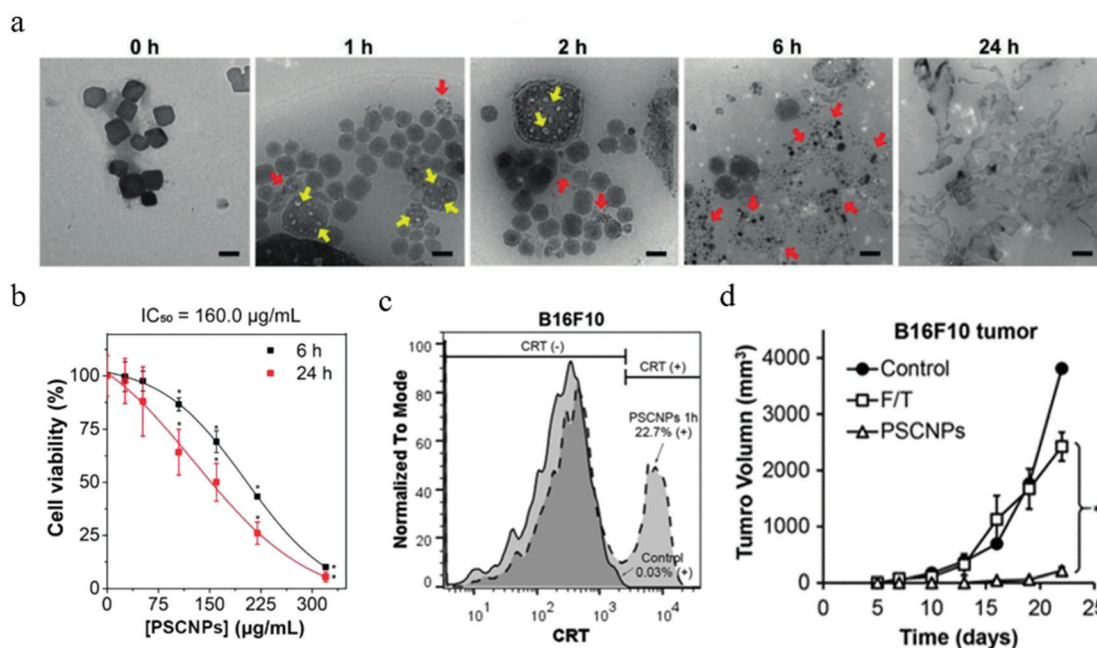 a
0 h 1 h 2 h 6 h 24 h
b
IC₅₀ = 160.0 µg/mL
6 h
24 h
Cell viability (%)
100
75
50
25
0
0 75 150 225 300
[PSCNPs] (µg/mL)
c
B16F10
CRT (-)
CRT (+)
PSCNPs 1h
22.7% (+)
Control
0.03% (+)
Normalized To Mode
100
80
60
40
20
0
10¹ 10² 10³ 10⁴
CRT
d
B16F10 tumor
Control
F/T
PSCNPs
Tumro Volumn (mm³)
4000
3000
2000
1000
0
0 5 10 15 20 25
Time (days)
*